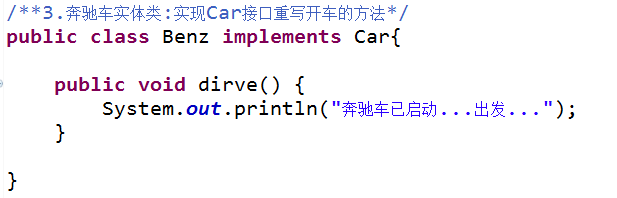 /**3.奔驰车实体类:实现Car接口重写开车的方法*/
public class Benz implements Car{
public void dirve() {
System.out.println("奔驰车已启动...出发...");
}
}